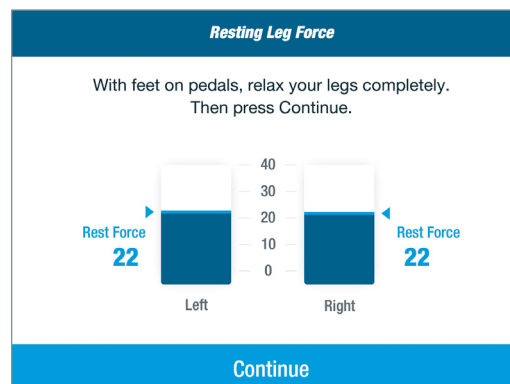 Resting Leg Force
With feet on pedals, relax your legs completely.
Then press Continue.
40
30
20
10
0
Rest Force
22
Rest Force
22
Left
Right
Continue